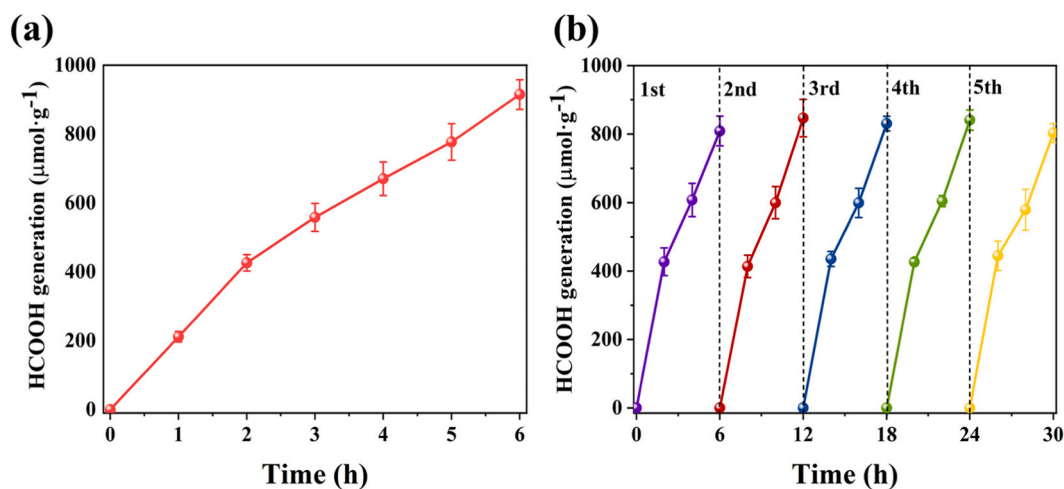 (a)
HCOOH generation (μmol·g⁻¹)
1000
800
600
400
200
0
0 1 2 3 4 5 6
Time (h)
(b)
HCOOH generation (μmol·g⁻¹)
1000
800
600
400
200
0
1st 2nd 3rd 4th 5th
0 6 12 18 24 30
Time (h)